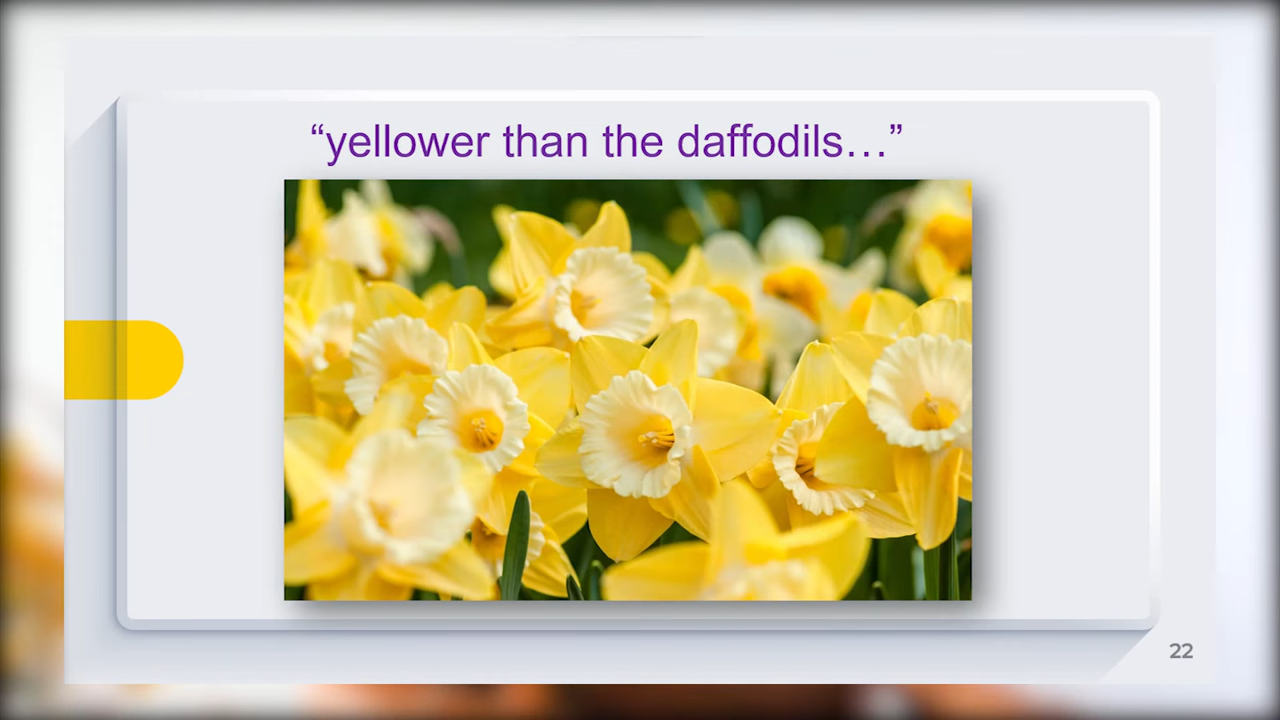 “yellower than the daffodils…”
22